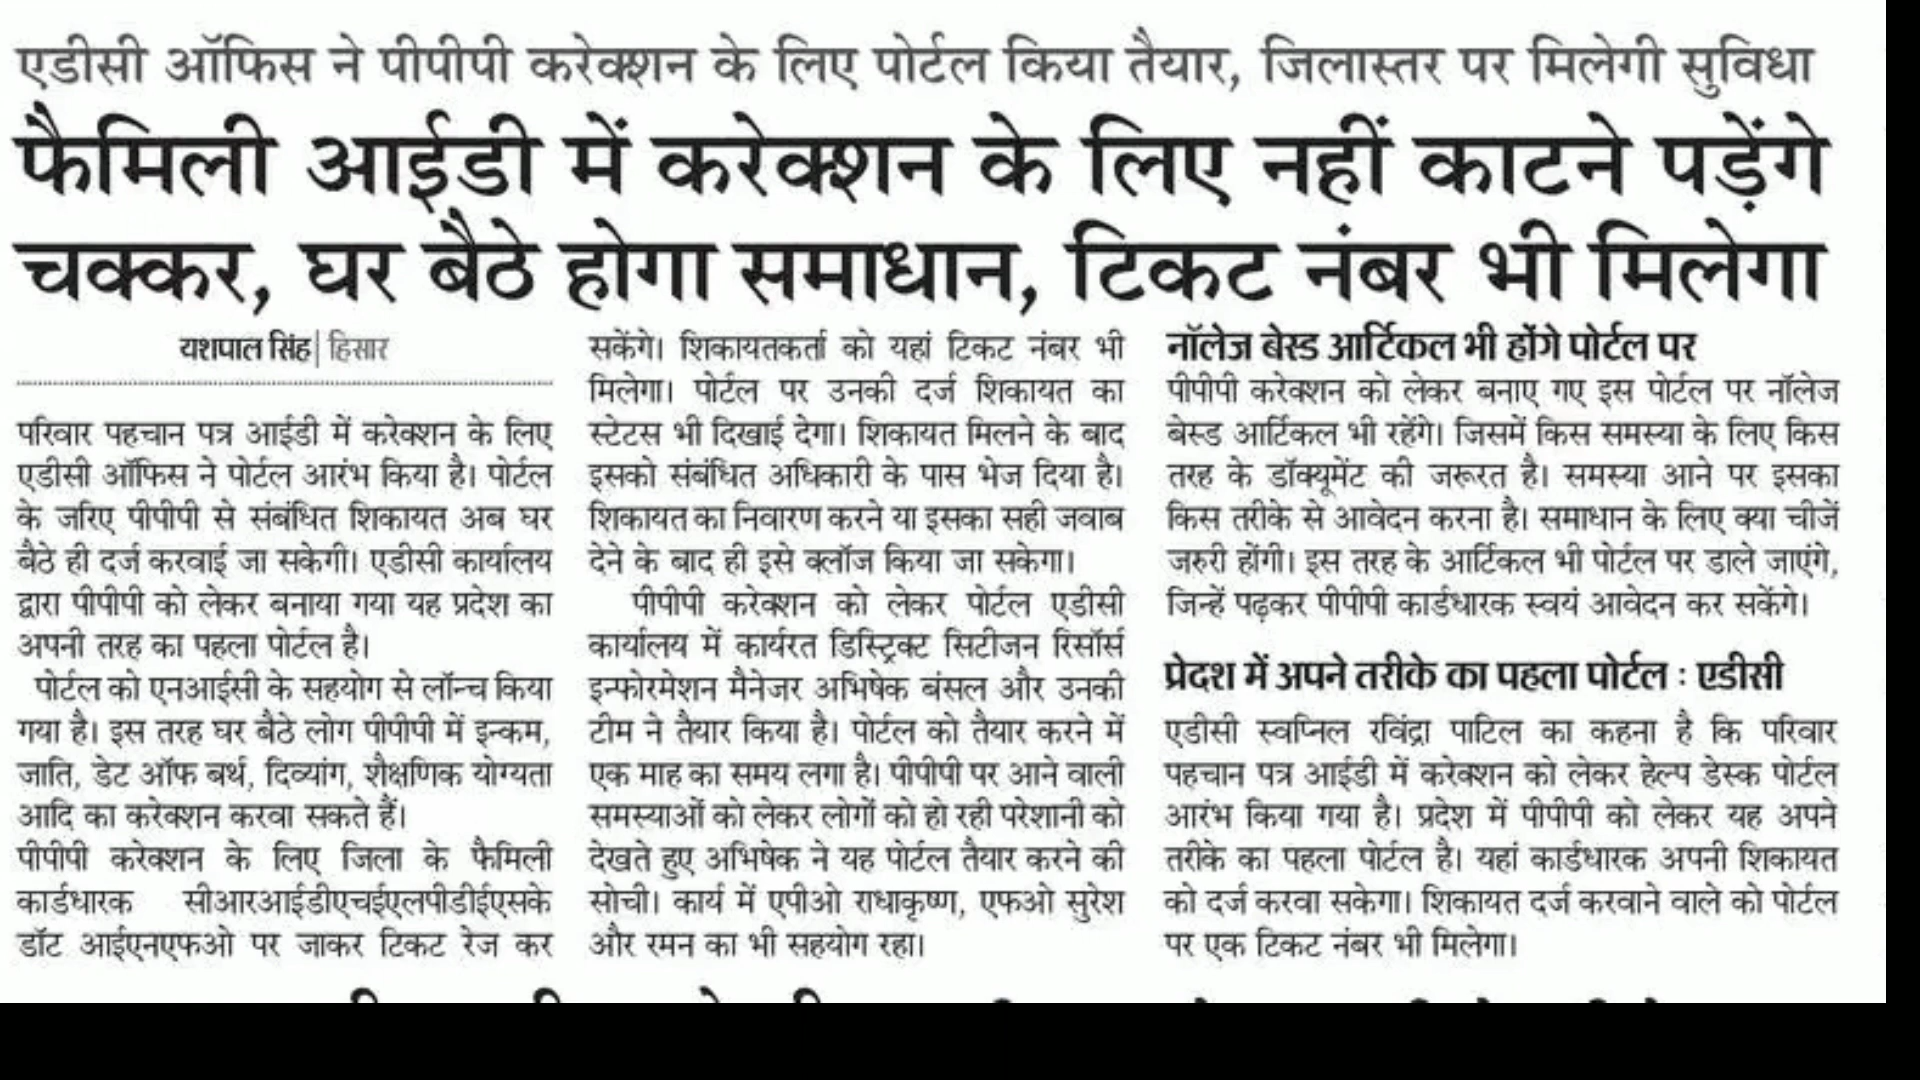 एडीसी ऑफिस ने पीपीपी करेक्शन के लिए पोर्टल किया तैयार, जिलास्तर पर मिलेगी सुविधा
फैमिली आईडी में करेक्शन के लिए नहीं काटने पड़ेंगे
चक्कर, घर बैठे होगा समाधान, टिकट नंबर भी मिलेगा
यशपाल सिंह | हिसार
परिवार पहचान पत्र आईडी में करेक्शन के लिए
एडीसी ऑफिस ने पोर्टल आरंभ किया है। पोर्टल
के जरिए पीपीपी से संबंधित शिकायत अब घर
बैठे ही दर्ज करवाई जा सकेगी। एडीसी कार्यालय
द्वारा पीपीपी को लेकर बनाया गया यह प्रदेश का
अपनी तरह का पहला पोर्टल है।
पोर्टल को एनआईसी के सहयोग से लॉन्च किया
गया है। इस तरह घर बैठे लोग पीपीपी में इन्कम,
जाति, डेट ऑफ बर्थ, दिव्यांग, शैक्षणिक योग्यता
आदि का करेक्शन करवा सकते हैं।
पीपीपी करेक्शन के लिए जिला के फैमिली
कार्डधारक सीआरआईडीएचईएलपीडीईएसके
डॉट आईएनएफओ पर जाकर टिकट रेज कर
सकेंगे। शिकायतकर्ता को यहां टिकट नंबर भी
मिलेगा। पोर्टल पर उनकी दर्ज शिकायत का
स्टेटस भी दिखाई देगा। शिकायत मिलने के बाद
इसको संबंधित अधिकारी के पास भेज दिया है।
शिकायत का निवारण करने या इसका सही जवाब
देने के बाद ही इसे क्लॉज किया जा सकेगा।
पीपीपी करेक्शन को लेकर पोर्टल एडीसी
कार्यालय में कार्यरत डिस्ट्रिक्ट सिटीजन रिसॉर्स
इन्फोरमेशन मैनेजर अभिषेक बंसल और उनकी
टीम ने तैयार किया है। पोर्टल को तैयार करने में
एक माह का समय लगा है। पीपीपी पर आने वाली
समस्याओं को लेकर लोगों को हो रही परेशानी को
देखते हुए अभिषेक ने यह पोर्टल तैयार करने की
सोची। कार्य में एपीओ राधाकृष्ण, एफओ सुरेश
और रमन का भी सहयोग रहा।
नॉलेज बेस्ड आर्टिकल भी होंगे पोर्टल पर
पीपीपी करेक्शन को लेकर बनाए गए इस पोर्टल पर नॉलेज
बेस्ड आर्टिकल भी रहेंगे। जिसमें किस समस्या के लिए किस
तरह के डॉक्यूमेंट की जरूरत है। समस्या आने पर इसका
किस तरीके से आवेदन करना है। समाधान के लिए क्या चीजें
जरुरी होंगी। इस तरह के आर्टिकल भी पोर्टल पर डाले जाएंगे,
जिन्हें पढ़कर पीपीपी कार्डधारक स्वयं आवेदन कर सकेंगे।
प्रदेश में अपने तरीके का पहला पोर्टल : एडीसी
एडीसी स्वप्निल रविंद्रा पाटिल का कहना है कि परिवार
पहचान पत्र आईडी में करेक्शन को लेकर हेल्प डेस्क पोर्टल
आरंभ किया गया है। प्रदेश में पीपीपी को लेकर यह अपने
तरीके का पहला पोर्टल है। यहां कार्डधारक अपनी शिकायत
को दर्ज करवा सकेगा। शिकायत दर्ज करवाने वाले को पोर्टल
पर एक टिकट नंबर भी मिलेगा।